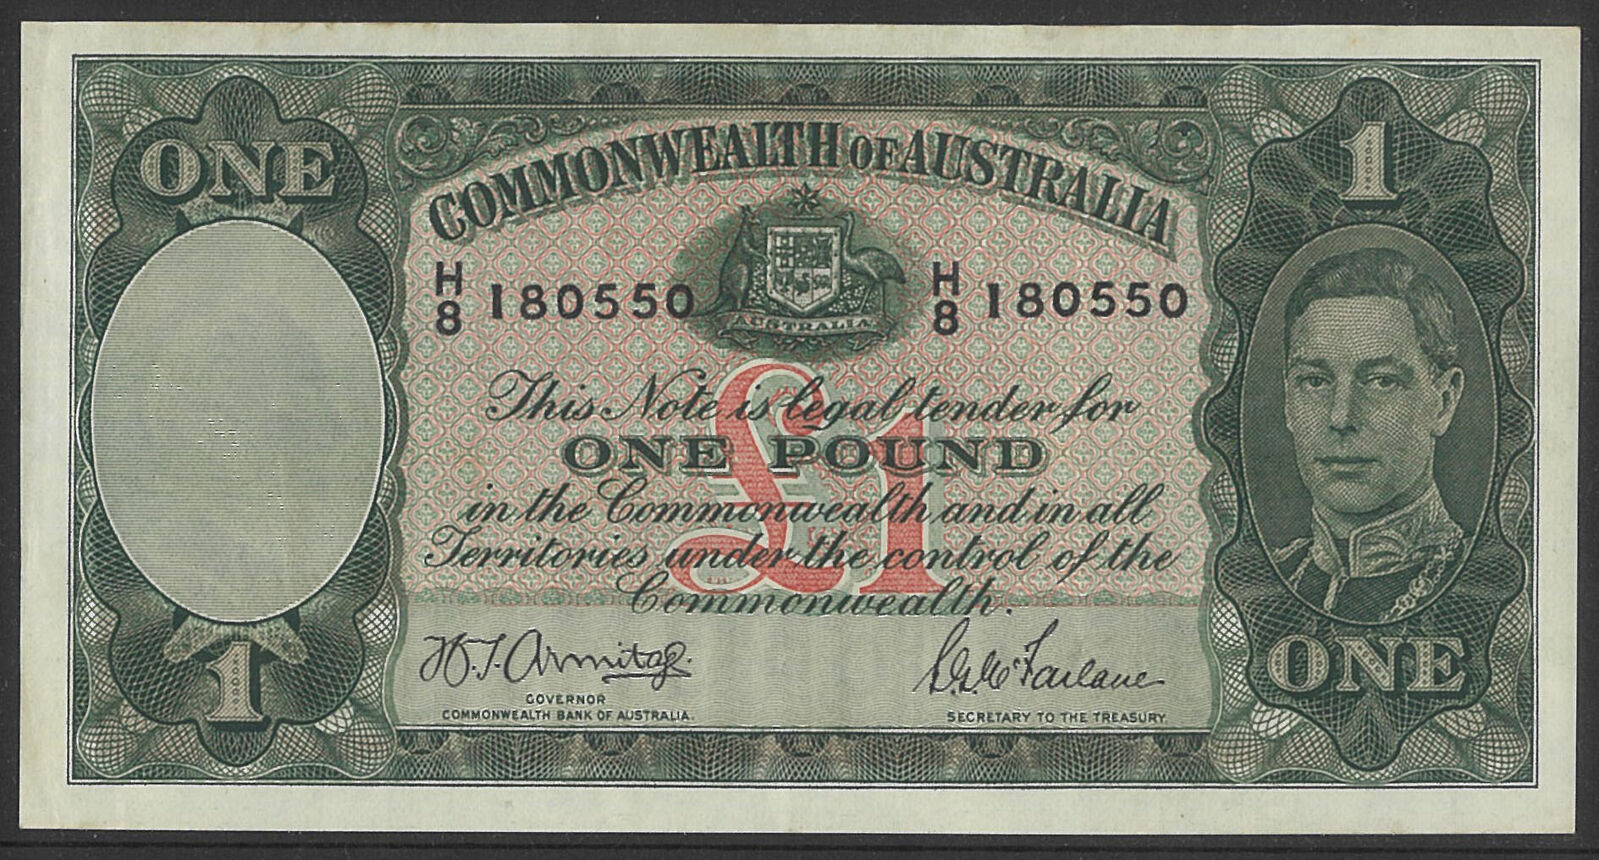 ONE
1
COMMONWEALTH OF AUSTRALIA
AUSTRALIA
H/8 180550
H/8 180550
£1
This Note is legal tender for
ONE POUND
in the Commonwealth and in all
Territories under the control of the
Commonwealth.
H.T. Armitage.
GOVERNOR
COMMONWEALTH BANK OF AUSTRALIA.
S.G. McFarlane
SECRETARY TO THE TREASURY.
1
ONE